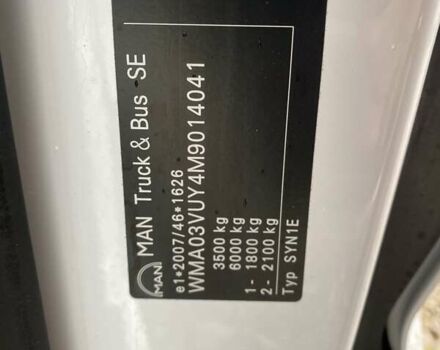 MAN MAN Truck & Bus SE
e1*2007/46*1626
WMA03VUY4M9014041
3500 kg
6000 kg
1- 1800 kg
2- 2100 kg
Typ SYN1E